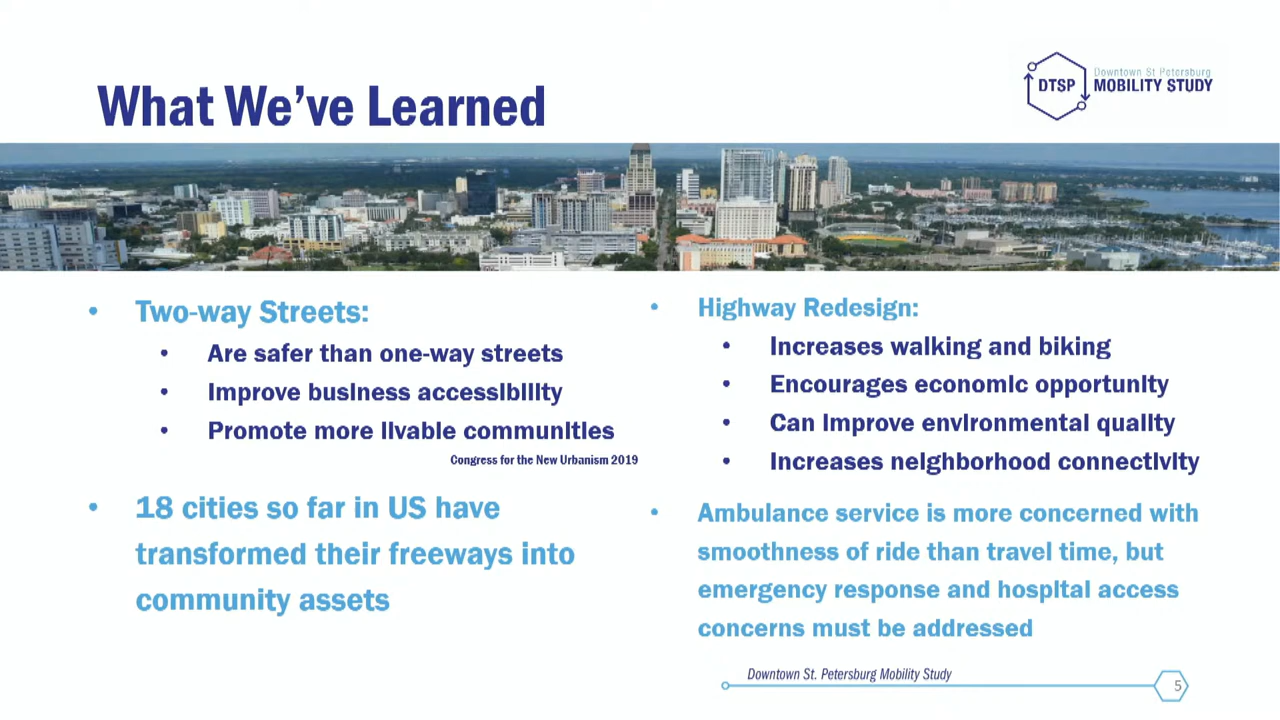 What We've Learned
DTSP
Downtown St Petersburg
MOBILITY STUDY
• Two-way Streets:
• Are safer than one-way streets
• Improve business accessibility
• Promote more livable communities
Congress for the New Urbanism 2019
• 18 cities so far in US have
transformed their freeways into
community assets
• Highway Redesign:
• Increases walking and biking
• Encourages economic opportunity
• Can improve environmental quality
• Increases neighborhood connectivity
• Ambulance service is more concerned with
smoothness of ride than travel time, but
emergency response and hospital access
concerns must be addressed
Downtown St. Petersburg Mobility Study
5